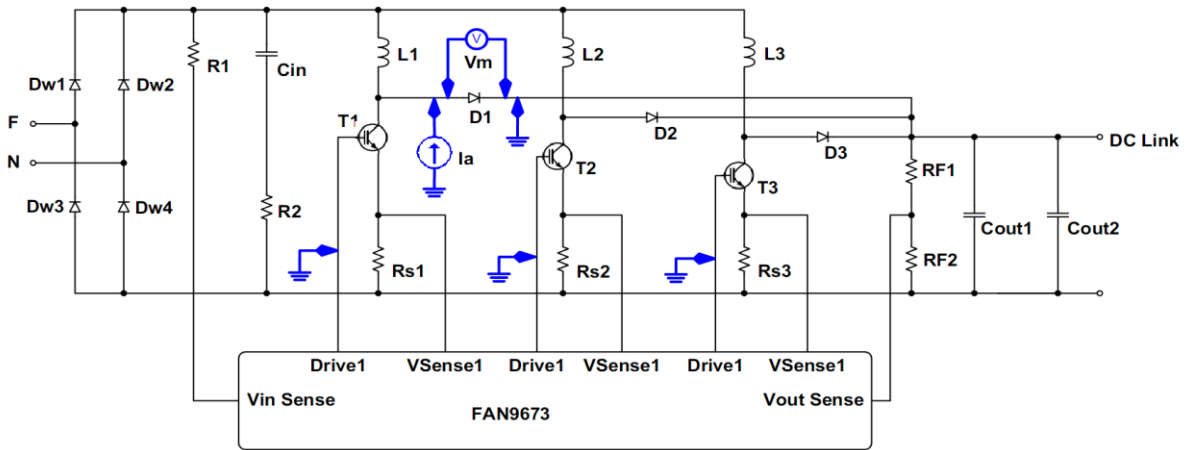 L1
V
Vm
L2
L3
R1
Cin
Dw1
Dw2
F
T1
D1
D2
D3
DC Link
N
Ia
T2
T3
RF1
Dw3
Dw4
R2
Rs1
Rs2
Rs3
RF2
Cout1
Cout2
Drive1 VSense1 Drive1 VSense1 Drive1 VSense1
Vin Sense
Vout Sense
FAN9673